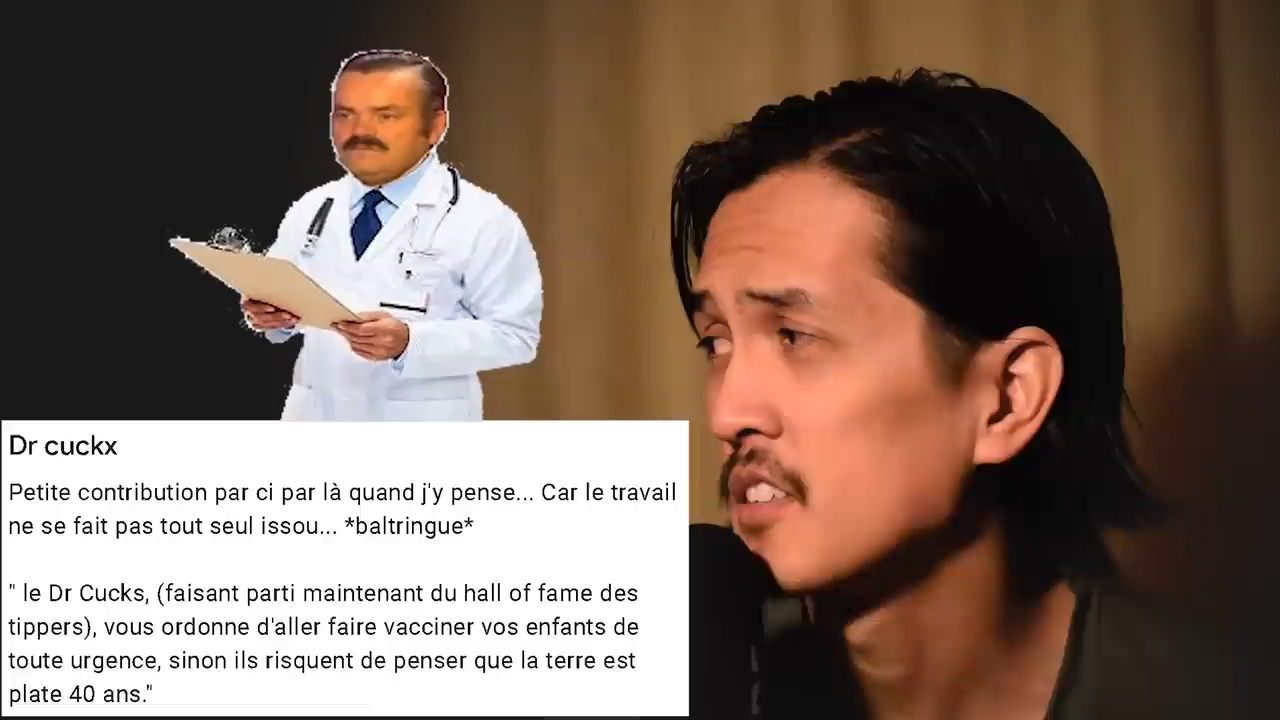 Dr cuckx
Petite contribution par ci par là quand j'y pense... Car le travail
ne se fait pas tout seul issou... *baltringue*
" le Dr Cucks, (faisant parti maintenant du hall of fame des
tippers), vous ordonne d'aller faire vacciner vos enfants de
toute urgence, sinon ils risquent de penser que la terre est
plate 40 ans."